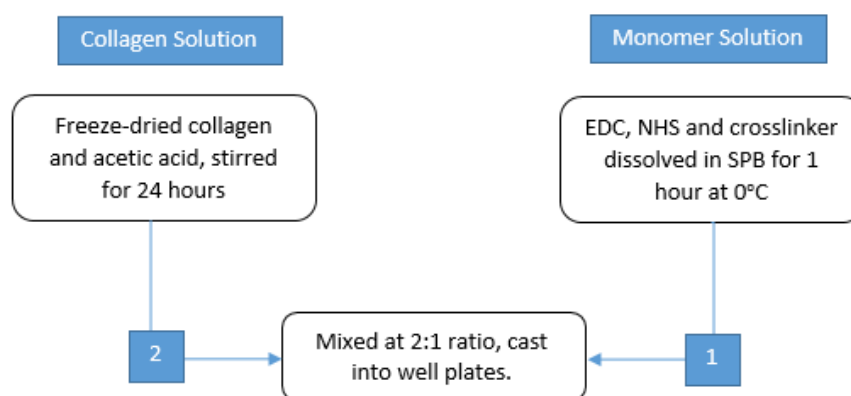 Collagen Solution
Monomer Solution
Freeze-dried collagen
and acetic acid, stirred
for 24 hours
EDC, NHS and crosslinker
dissolved in SPB for 1
hour at 0°C
2
Mixed at 2:1 ratio, cast
into well plates.
1